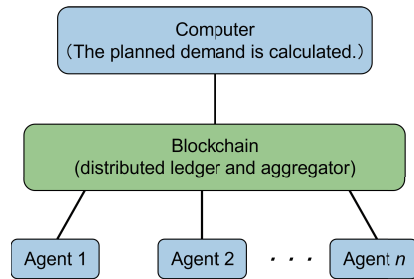 Computer
（The planned demand is calculated.）
Blockchain
(distributed ledger and aggregator)
Agent 1 Agent 2 · · · Agent n